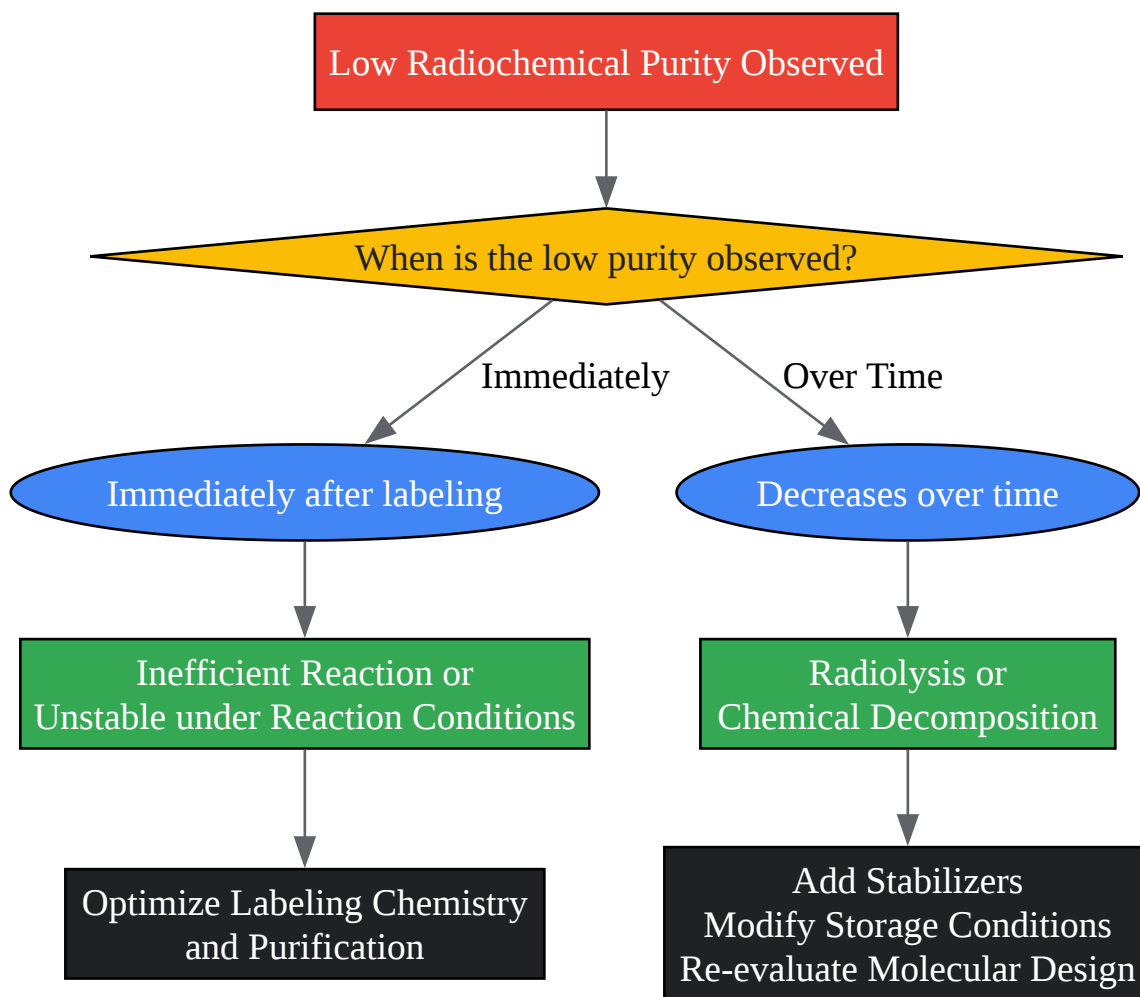 Low Radiochemical Purity Observed
When is the low purity observed?
Immediately
Over Time
Immediately after labeling
Decreases over time
Inefficient Reaction or
Unstable under Reaction Conditions
Radiolysis or
Chemical Decomposition
Optimize Labeling Chemistry
and Purification
Add Stabilizers
Modify Storage Conditions
Re-evaluate Molecular Design